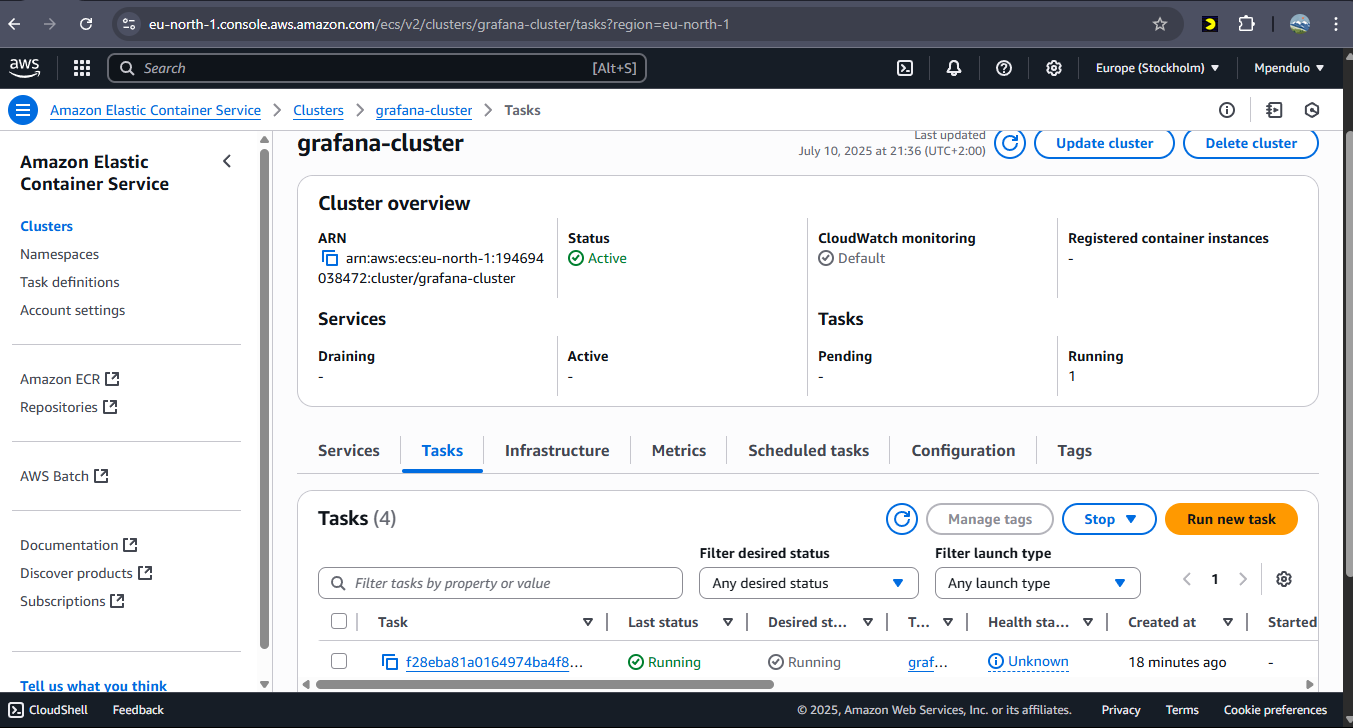 eu-north-1.console.aws.amazon.com/ecs/v2/clusters/grafana-cluster/tasks?region=eu-north-1
aws
Search
[Alt+S]
Europe (Stockholm)
Mpendulo
Amazon Elastic Container Service
Clusters
grafana-cluster
Tasks
Amazon Elastic
Container Service
Clusters
Namespaces
Task definitions
Account settings
Amazon ECR
Repositories
AWS Batch
Documentation
Discover products
Subscriptions
Tell us what you think
grafana-cluster
Last updated
July 10, 2025 at 21:36 (UTC+2:00)
Update cluster
Delete cluster
Cluster overview
ARN
arn:aws:ecs:eu-north-1:194694
038472:cluster/grafana-cluster
Status
Active
CloudWatch monitoring
Default
Registered container instances
-
Services
Tasks
Draining
-
Active
-
Pending
-
Running
1
Services
Tasks
Infrastructure
Metrics
Scheduled tasks
Configuration
Tags
Tasks (4)
Manage tags
Stop
Run new task
Filter desired status
Filter launch type
Filter tasks by property or value
Any desired status
Any launch type
1
Task
Last status
Desired st...
T...
Health sta...
Created at
Started
f28eba81a0164974ba4f8...
Running
Running
graf...
Unknown
18 minutes ago
-
CloudShell
Feedback
© 2025, Amazon Web Services, Inc. or its affiliates.
Privacy
Terms
Cookie preferences